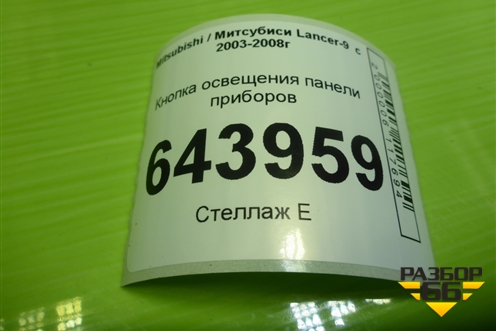 Mitsubishi / Митсубиси Lancer-9 с
2003-2008г
Кнопка освещения панели
приборов
643959
Стеллаж Е
РАЗБОР
66